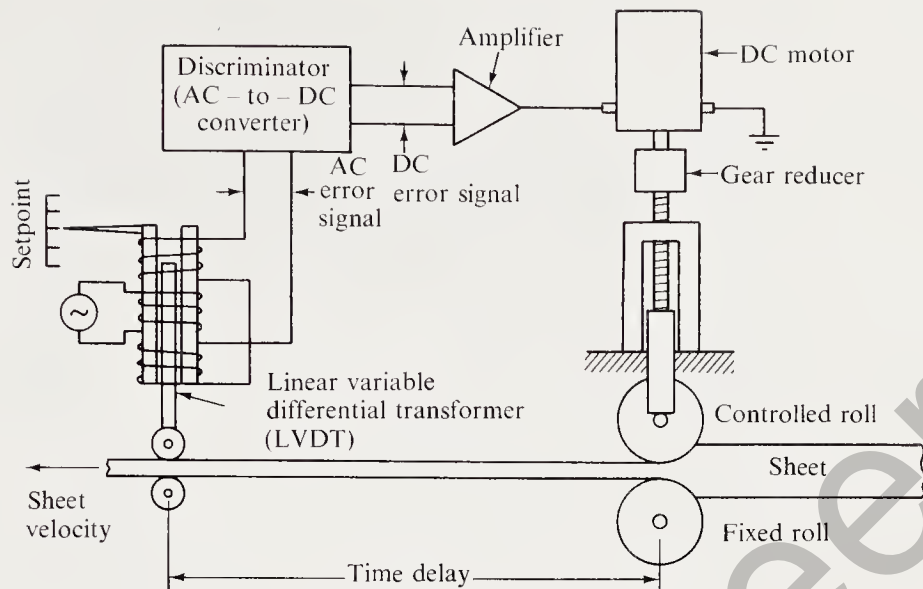 Amplifier
DC motor
Discriminator
(AC – to – DC
converter)
AC
error
signal
DC
error signal
Gear reducer
Setpoint
~
Linear variable
differential transformer
(LVDT)
Controlled roll
Sheet
Sheet
velocity
Fixed roll
Time delay